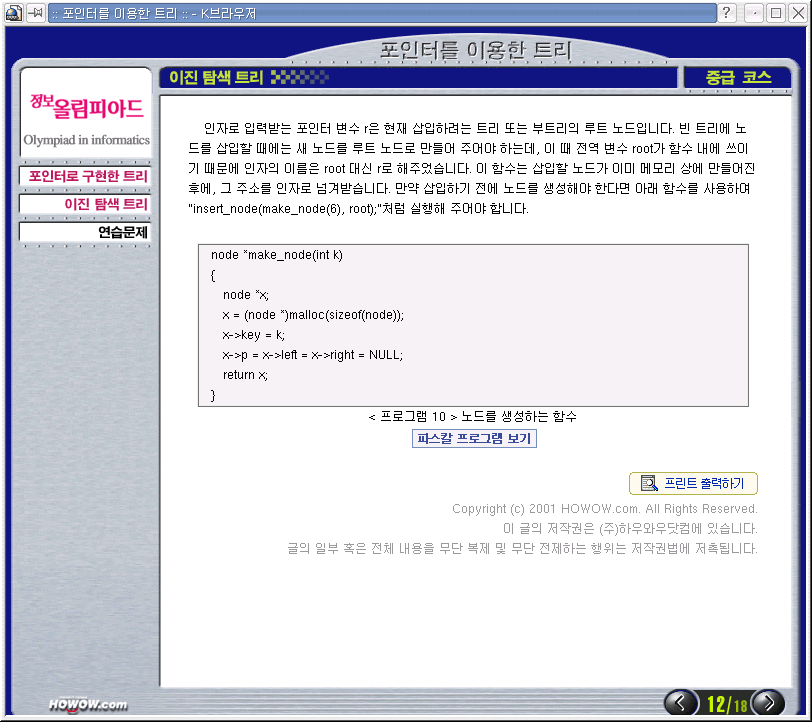 :: 포인터를 이용한 트리 :: - K브라우저
포인터를 이용한 트리
이진 탐색 트리
중급 코스
정보올림피아드
Olympiad in informatics
포인터로 구현한 트리
이진 탐색 트리
연습문제
인자로 입력받는 포인터 변수 r은 현재 삽입하려는 트리 또는 부트리의 루트 노드입니다. 빈 트리에 노
드를 삽입할 때에는 새 노드를 루트 노드로 만들어 주어야 하는데, 이 때 전역 변수 root가 함수 내에 쓰이
기 때문에 인자의 이름은 root 대신 r로 해주었습니다. 이 함수는 삽입할 노드가 이미 메모리 상에 만들어진
후에, 그 주소를 인자로 넘겨받습니다. 만약 삽입하기 전에 노드를 생성해야 한다면 아래 함수를 사용하여
"insert_node(make_node(6), root);"처럼 실행해 주어야 합니다.
node *make_node(int k)
{
node *x;
x = (node *)malloc(sizeof(node));
x->key = k;
x->p = x->left = x->right = NULL;
return x;
}
< 프로그램 10 > 노드를 생성하는 함수
파스칼 프로그램 보기
프린트 출력하기
Copyright (c) 2001 HOWOW.com. All Rights Reserved.
이 글의 저작권은 (주)하우와우닷컴에 있습니다.
글의 일부 혹은 전체 내용을 무단 복제 및 무단 전제하는 행위는 저작권법에 저촉됩니다.
HOWOW.com
12/18